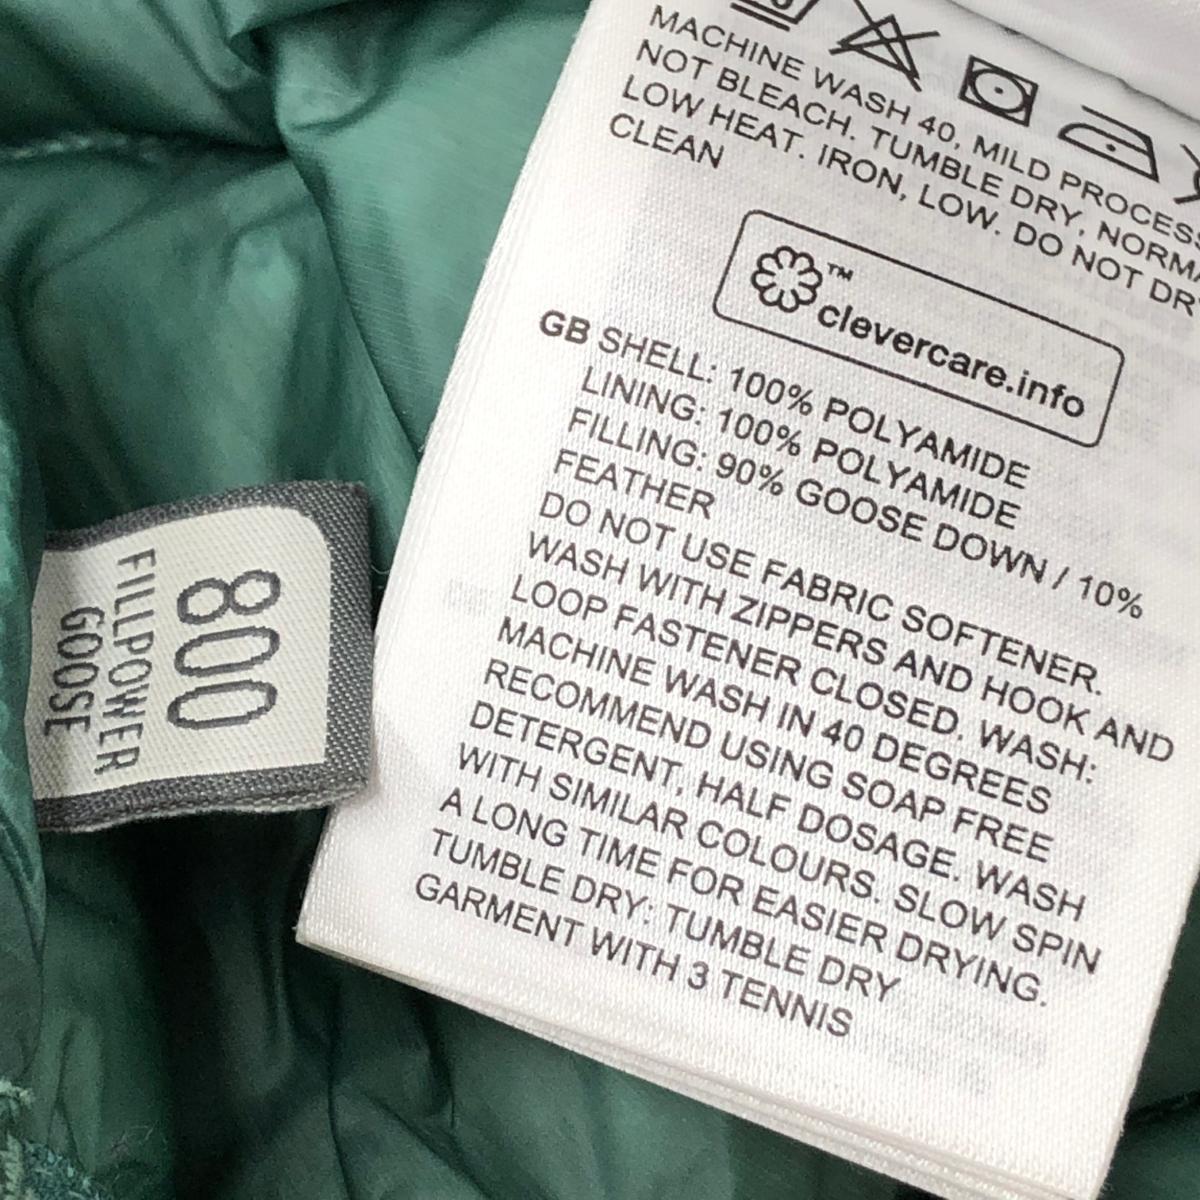 MACHINE WASH 40, MILD PROCESS
NOT BLEACH. TUMBLE DRY, NORMA
LOW HEAT. IRON, LOW. DO NOT DR
CLEAN
™
clevercare.info
GB SHELL: 100% POLYAMIDE
LINING: 100% POLYAMIDE
FILLING: 90% GOOSE DOWN / 10%
FEATHER
DO NOT USE FABRIC SOFTENER.
WASH WITH ZIPPERS AND HOOK AND
LOOP FASTENER CLOSED. WASH:
MACHINE WASH IN 40 DEGREES
RECOMMEND USING SOAP FREE
DETERGENT, HALF DOSAGE. WASH
WITH SIMILAR COLOURS. SLOW SPIN
A LONG TIME FOR EASIER DRYING.
TUMBLE DRY: TUMBLE DRY
GARMENT WITH 3 TENNIS
800
FILLPOWER
GOOSE